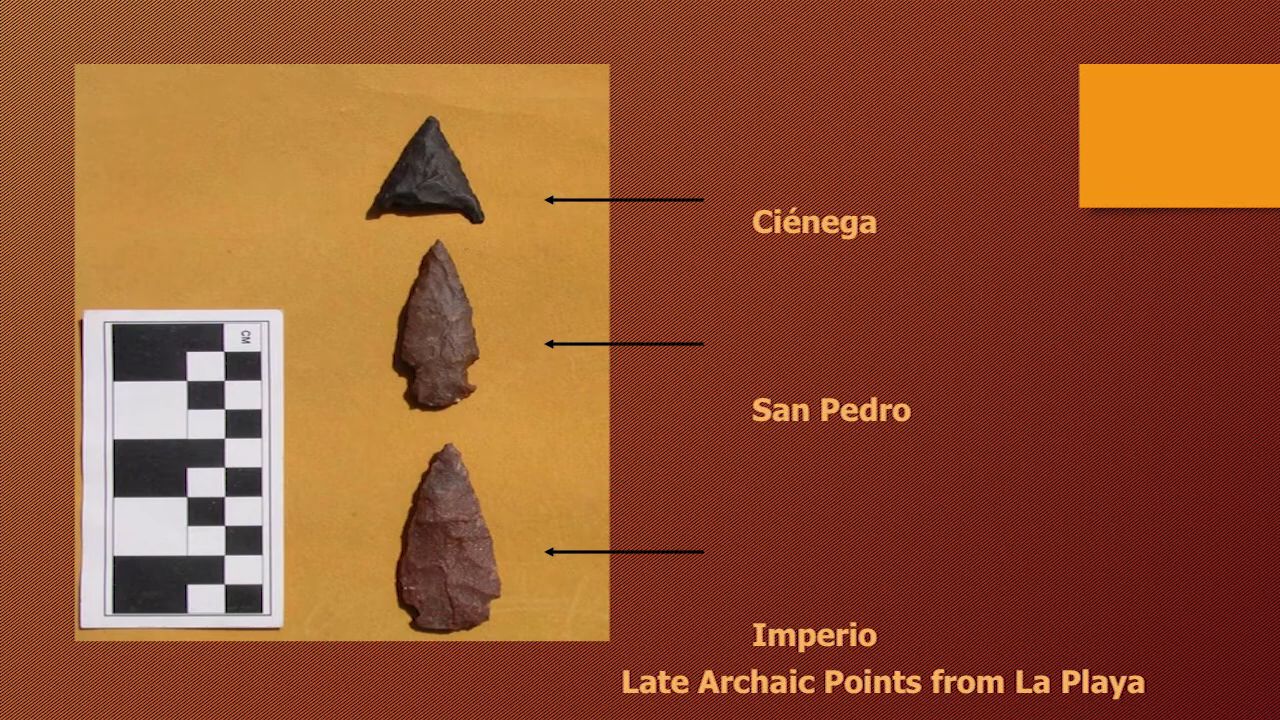 CM
Ciénega
San Pedro
Imperio
Late Archaic Points from La Playa